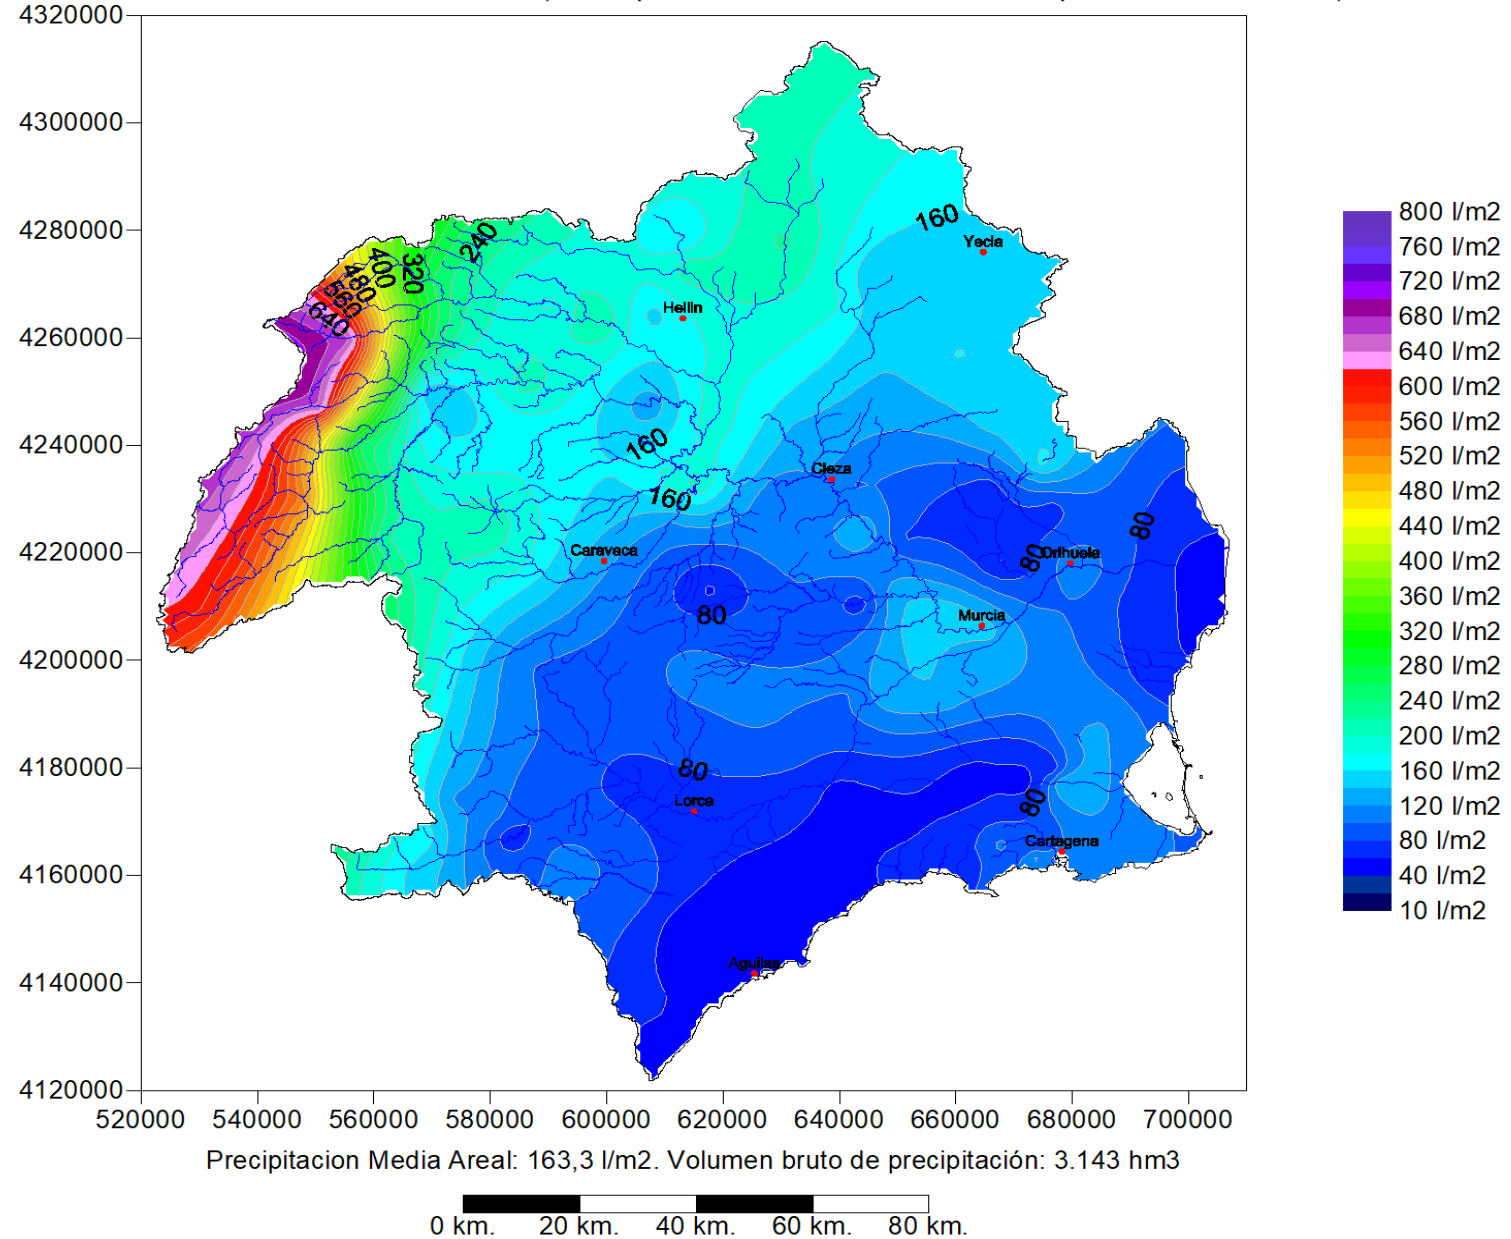 4320000
4300000
4280000
4260000
4240000
4220000
4200000
4180000
4160000
4140000
4120000
520000 540000 560000 580000 600000 620000 640000 660000 680000 700000
160
Yecla
240
320
400
480
560
640
Hellin
160
160
Cieza
80
80
Orihuela
Caravaca
80
Murcia
80
Lorca
80
Cartagena
Aguilas
800 l/m2
760 l/m2
720 l/m2
680 l/m2
640 l/m2
600 l/m2
560 l/m2
520 l/m2
480 l/m2
440 l/m2
400 l/m2
360 l/m2
320 l/m2
280 l/m2
240 l/m2
200 l/m2
160 l/m2
120 l/m2
80 l/m2
40 l/m2
10 l/m2
Precipitacion Media Areal: 163,3 l/m2. Volumen bruto de precipitación: 3.143 hm3
0 km. 20 km. 40 km. 60 km. 80 km.